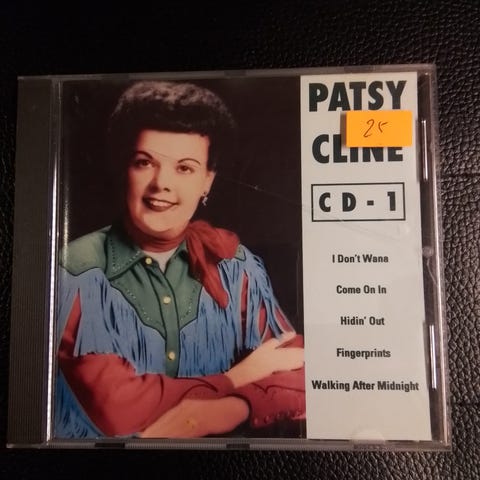 PATSY
25
CLINE
CD-1
I Don't Wana
Come On In
Hidin' Out
Fingerprints
Walking After Midnight